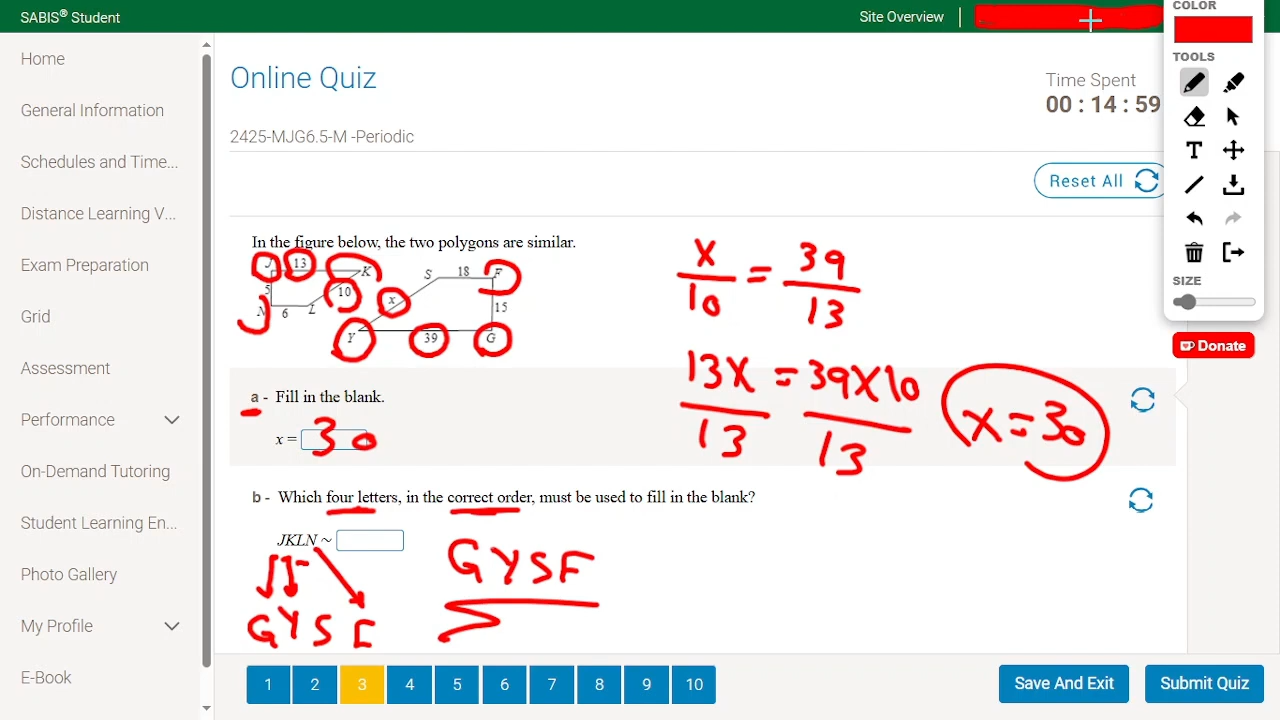 SABIS® Student
Site Overview
COLOR
TOOLS
SIZE
Donate
Home
General Information
Schedules and Time...
Distance Learning V...
Exam Preparation
Grid
Assessment
Performance
On-Demand Tutoring
Student Learning En...
Photo Gallery
My Profile
E-Book
Online Quiz
Time Spent
00 : 14 : 59
2425-MJG6.5-M -Periodic
Reset All
In the figure below, the two polygons are similar.
J 13 K
5 10
N 6 L
S 18 F
x 15
Y 39 G
x/10 = 39/13
13x = 39x10
13 13
x=30
a - Fill in the blank.
x = 30
b - Which four letters, in the correct order, must be used to fill in the blank?
JKLN ~
GYSF
GYSF
1 2 3 4 5 6 7 8 9 10
Save And Exit
Submit Quiz